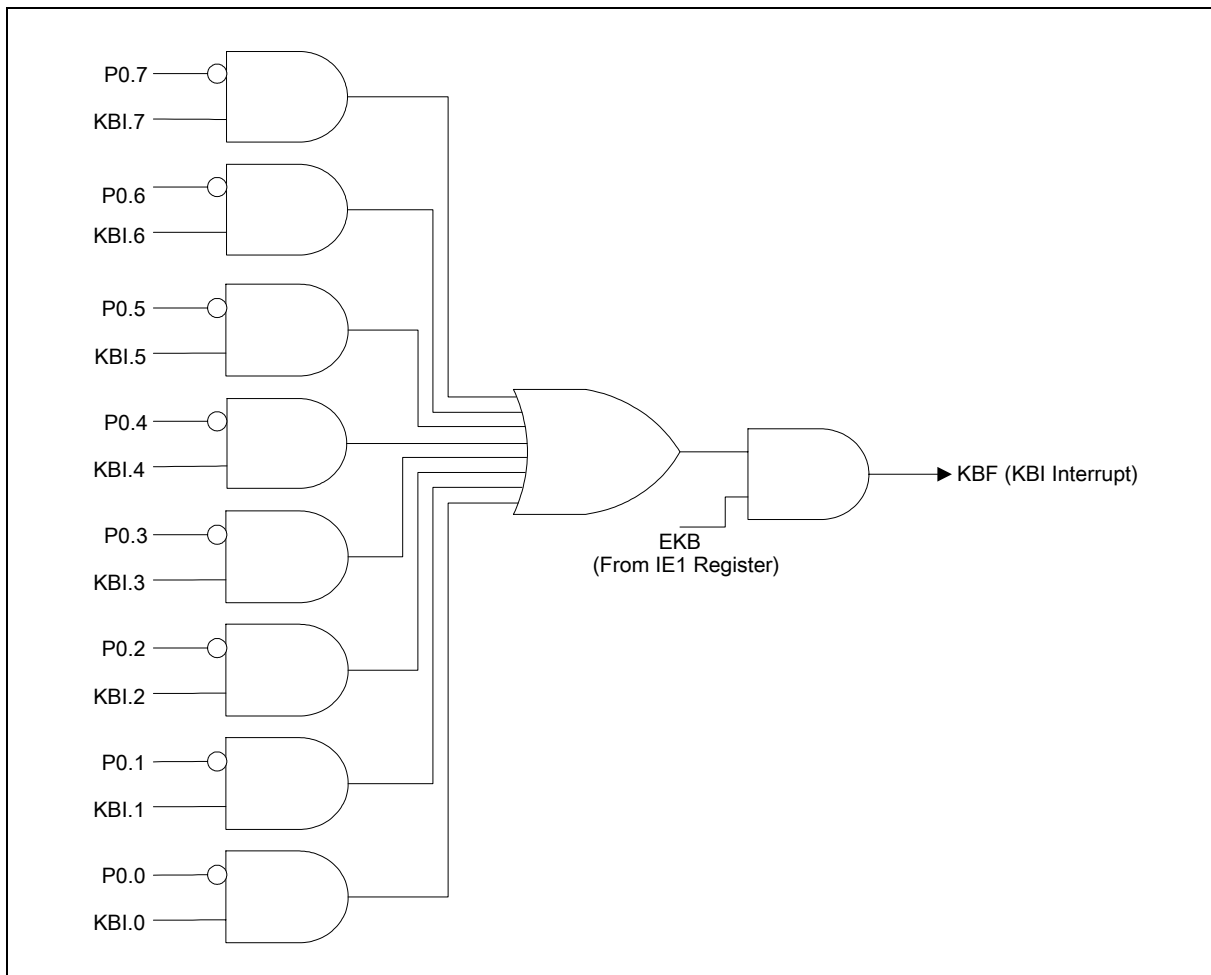 P0.7
KBI.7
P0.6
KBI.6
P0.5
KBI.5
P0.4
KBI.4
P0.3
KBI.3
P0.2
KBI.2
P0.1
KBI.1
P0.0
KBI.0
EKB
(From IE1 Register)
KBF (KBI Interrupt)